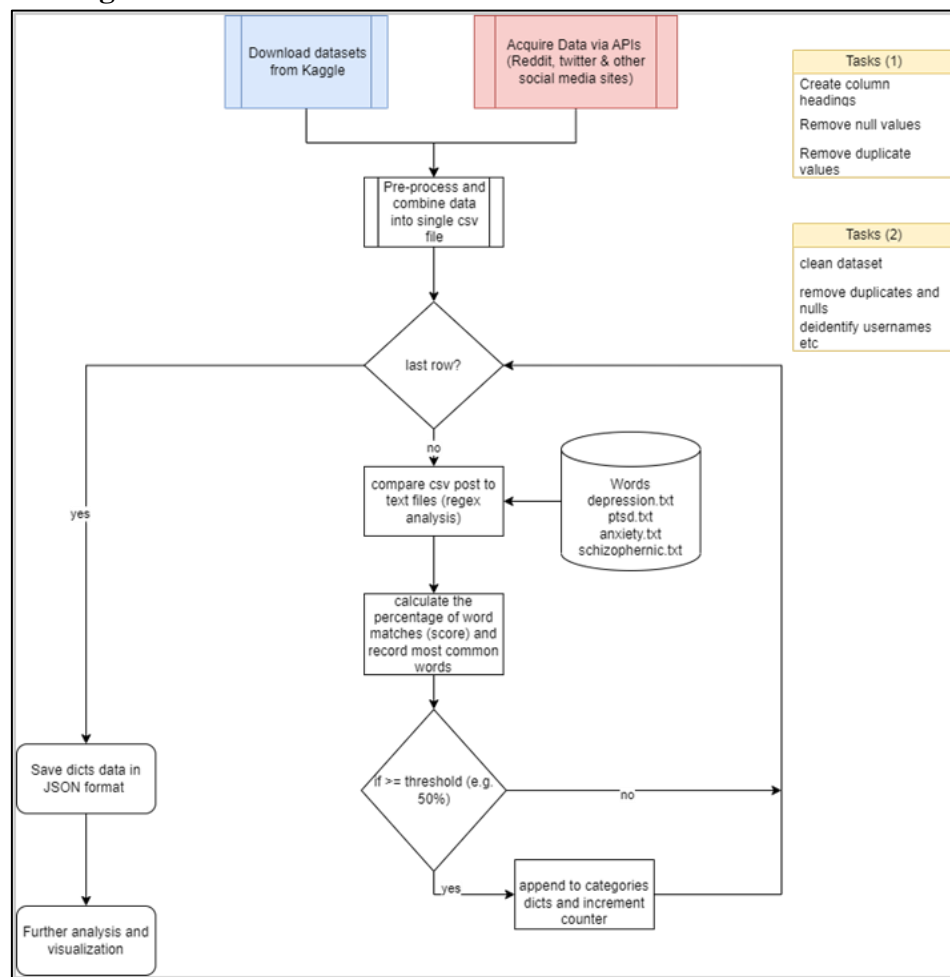 Download datasets
from Kaggle
Acquire Data via APIs
(Reddit, twitter & other
social media sites)
Tasks (1)
Create column
headings
Remove null values
Remove duplicate
values
Pre-process and
combine data
into single csv
file
Tasks (2)
clean dataset
remove duplicates and
nulls
deidentify usernames
etc
last row?
no
yes
compare csv post to
text files (regex
analysis)
Words
depression.txt
ptsd.txt
anxiety.txt
schizophernic.txt
calculate the
percentage of word
matches (score) and
record most common
words
if >= threshold (e.g.
50%)
no
yes
append to categories
dicts and increment
counter
Save dicts data in
JSON format
Further analysis and
visualization